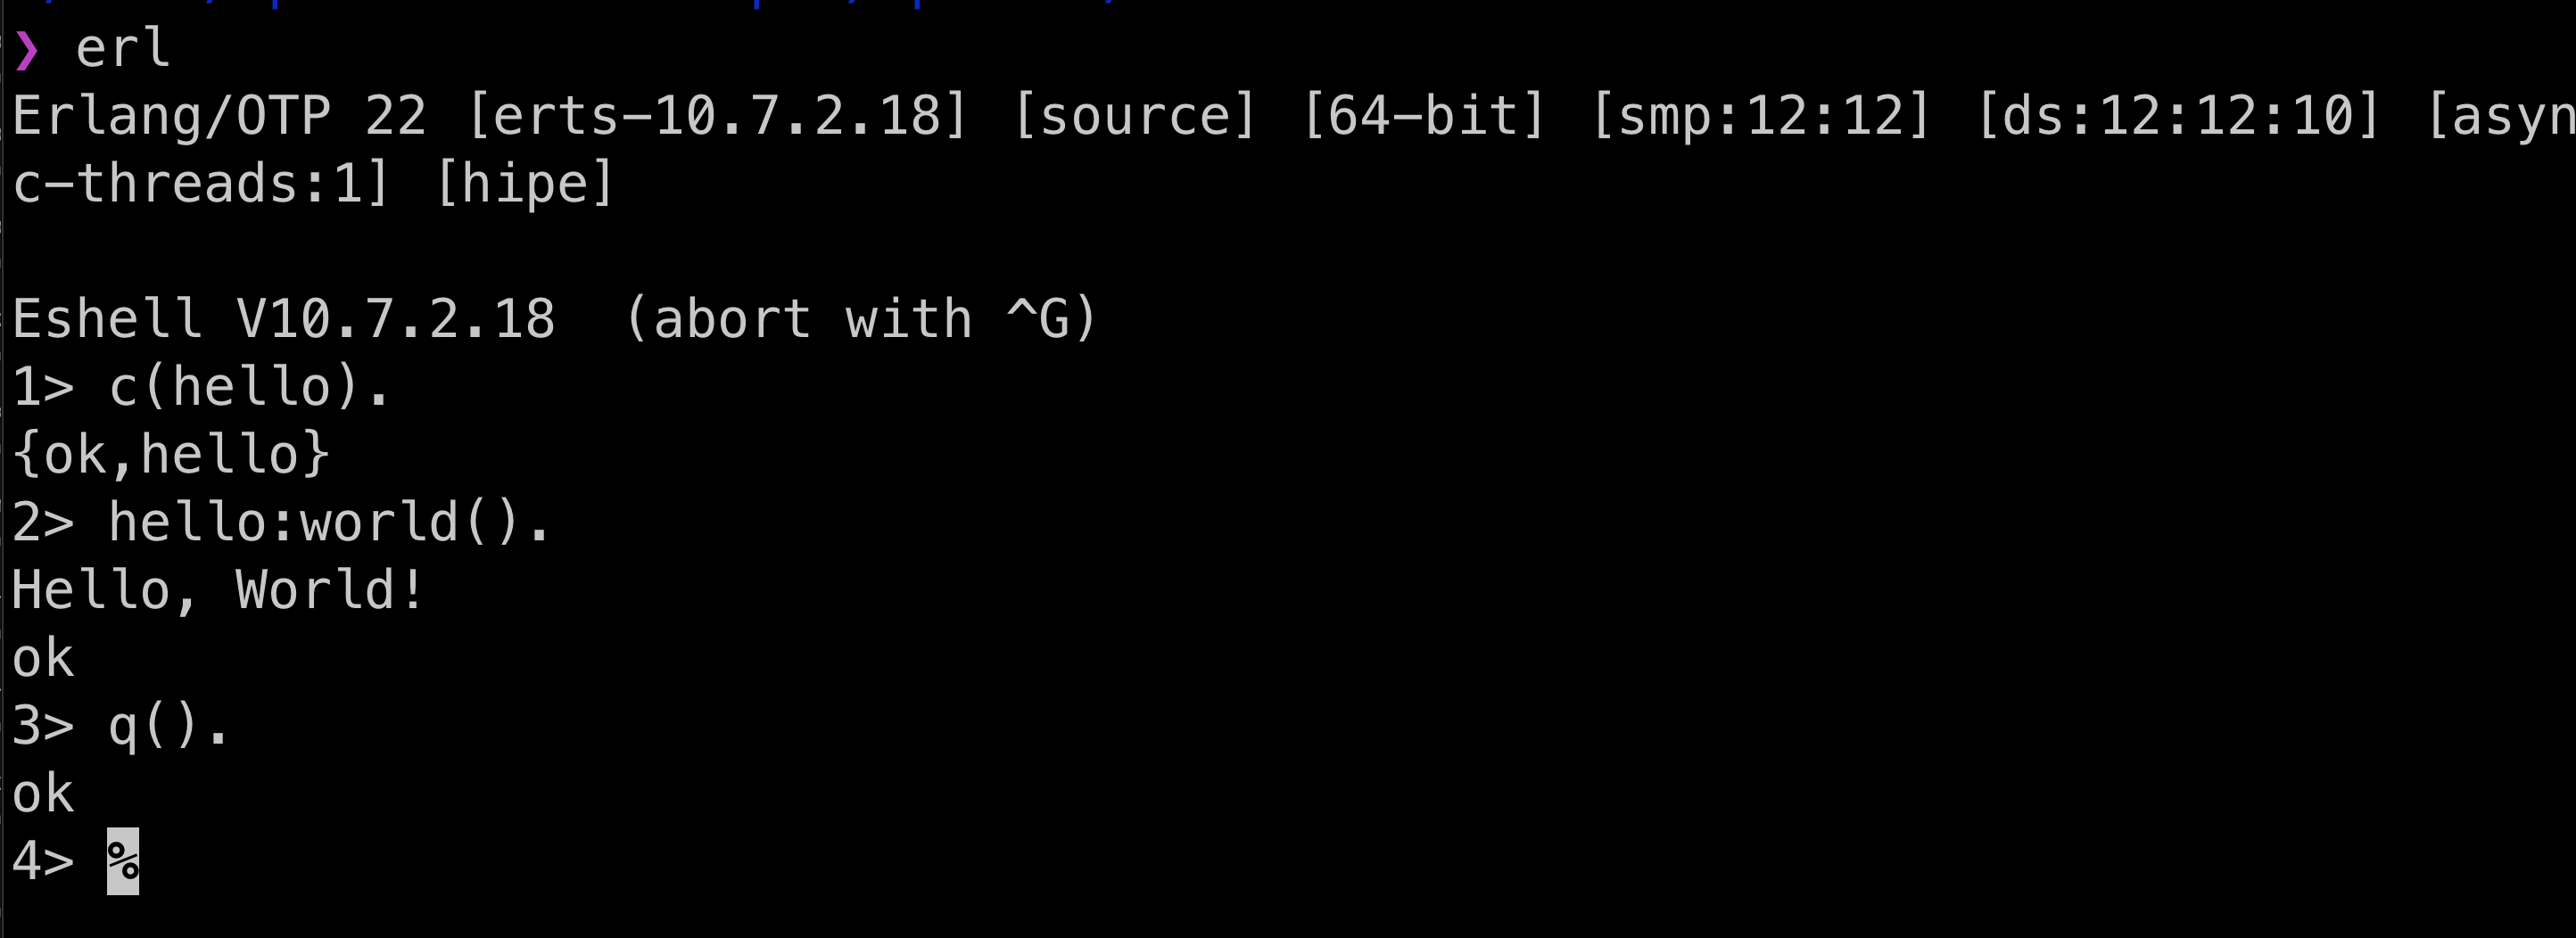 ❯ erl
Erlang/OTP 22 [erts-10.7.2.18] [source] [64-bit] [smp:12:12] [ds:12:12:10] [asyn
c-threads:1] [hipe]
Eshell V10.7.2.18  (abort with ^G)
1> c(hello).
{ok,hello}
2> hello:world().
Hello, World!
ok
3> q().
ok
4> %